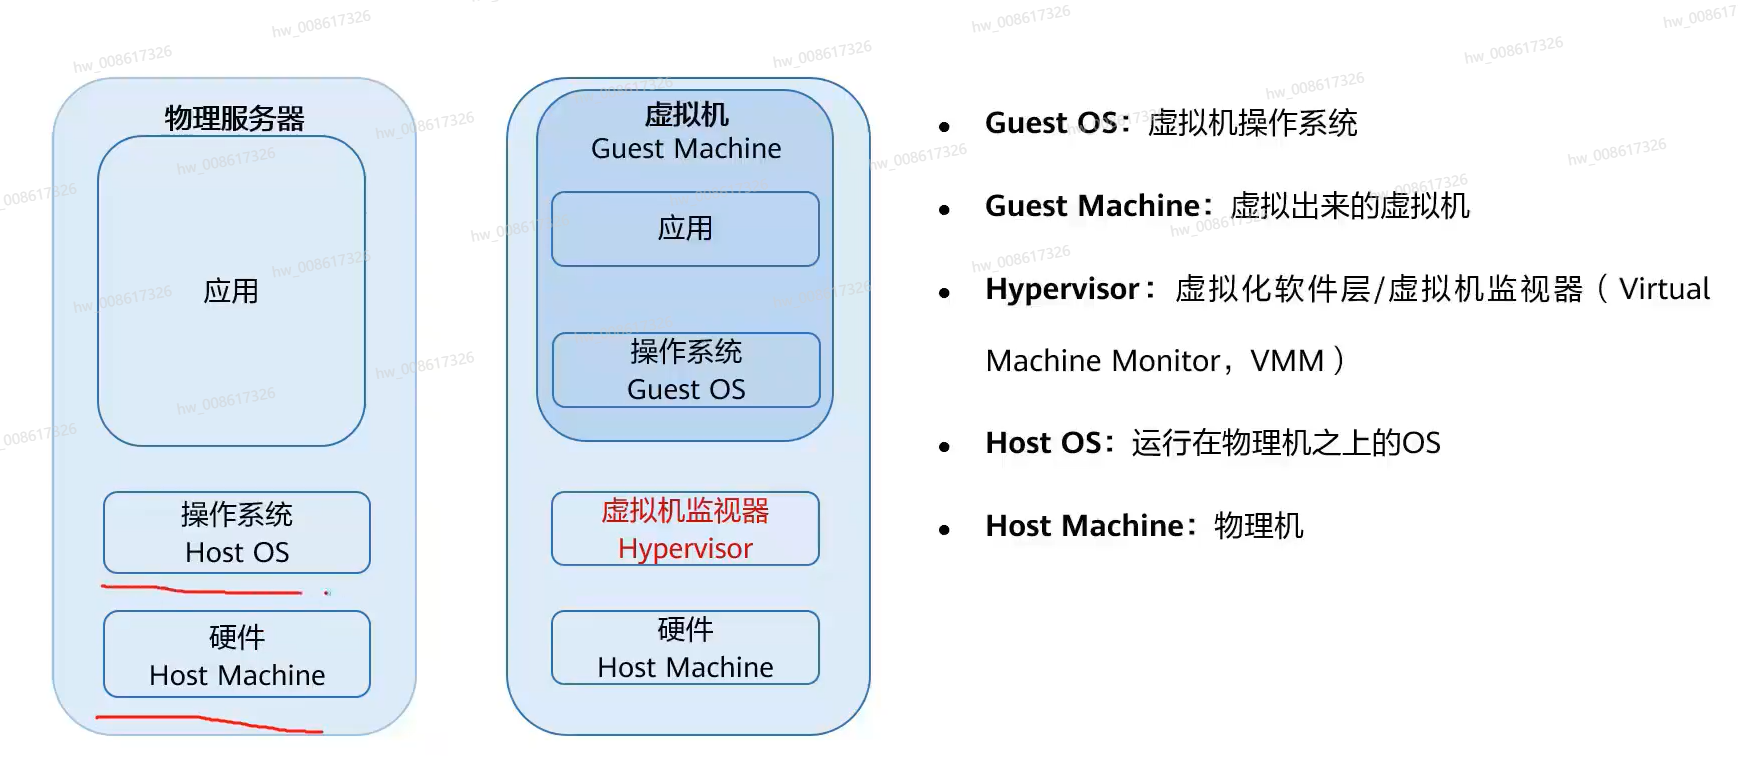 物理服务器
应用
操作系统
Host OS
硬件
Host Machine
虚拟机
Guest Machine
应用
操作系统
Guest OS
虚拟机监视器
Hypervisor
硬件
Host Machine
Guest OS：虚拟机操作系统
Guest Machine：虚拟出来的虚拟机
Hypervisor：虚拟化软件层/虚拟机监视器（Virtual
Machine Monitor，VMM）
Host OS：运行在物理机之上的OS
Host Machine：物理机
hw_008617326